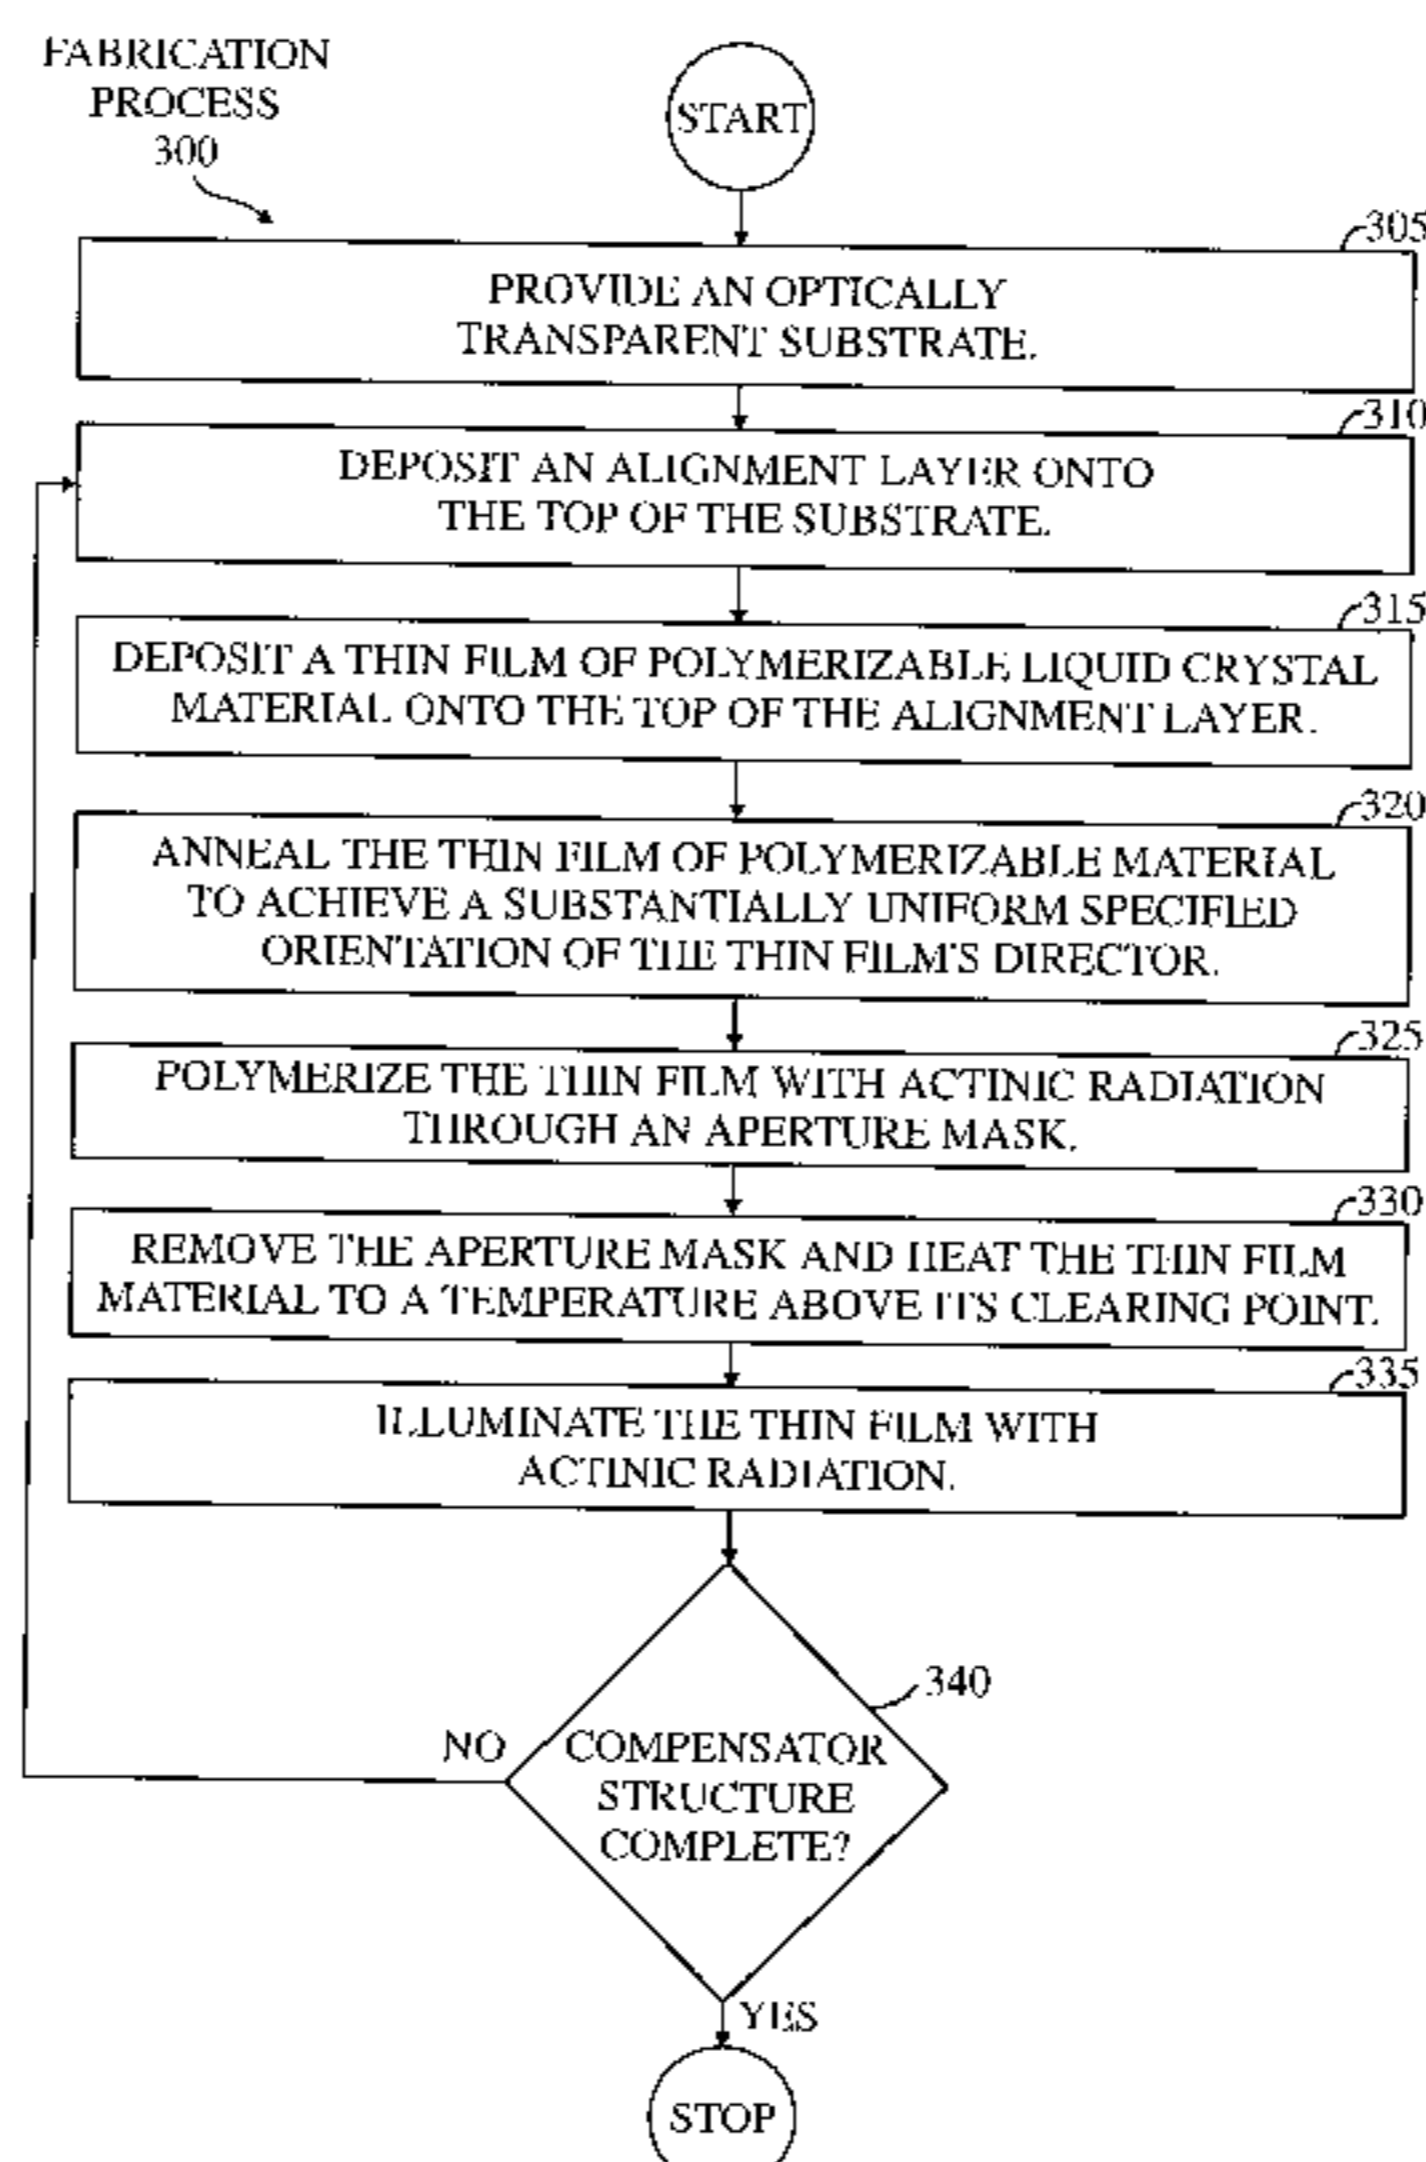 FABRICATION
PROCESS
300
START
305
PROVIDE AN OPTICALLY
TRANSPARENT SUBSTRATE.
310
DEPOSIT AN ALIGNMENT LAYER ONTO
THE TOP OF THE SUBSTRATE.
315
DEPOSIT A THIN FILM OF POLYMERIZABLE LIQUID CRYSTAL
MATERIAL ONTO THE TOP OF THE ALIGNMENT LAYER.
320
ANNEAL THE THIN FILM OF POLYMERIZABLE MATERIAL
TO ACHIEVE A SUBSTANTIALLY UNIFORM SPECIFIED
ORIENTATION OF THE THIN FILM'S DIRECTOR.
325
POLYMERIZE THE THIN FILM WITH ACTINIC RADIATION
THROUGH AN APERTURE MASK.
330
REMOVE THE APERTURE MASK AND HEAT THE THIN FILM
MATERIAL TO A TEMPERATURE ABOVE ITS CLEARING POINT.
335
ILLUMINATE THE THIN FILM WITH
ACTINIC RADIATION.
340
NO
COMPENSATOR
STRUCTURE
COMPLETE?
YES
STOP